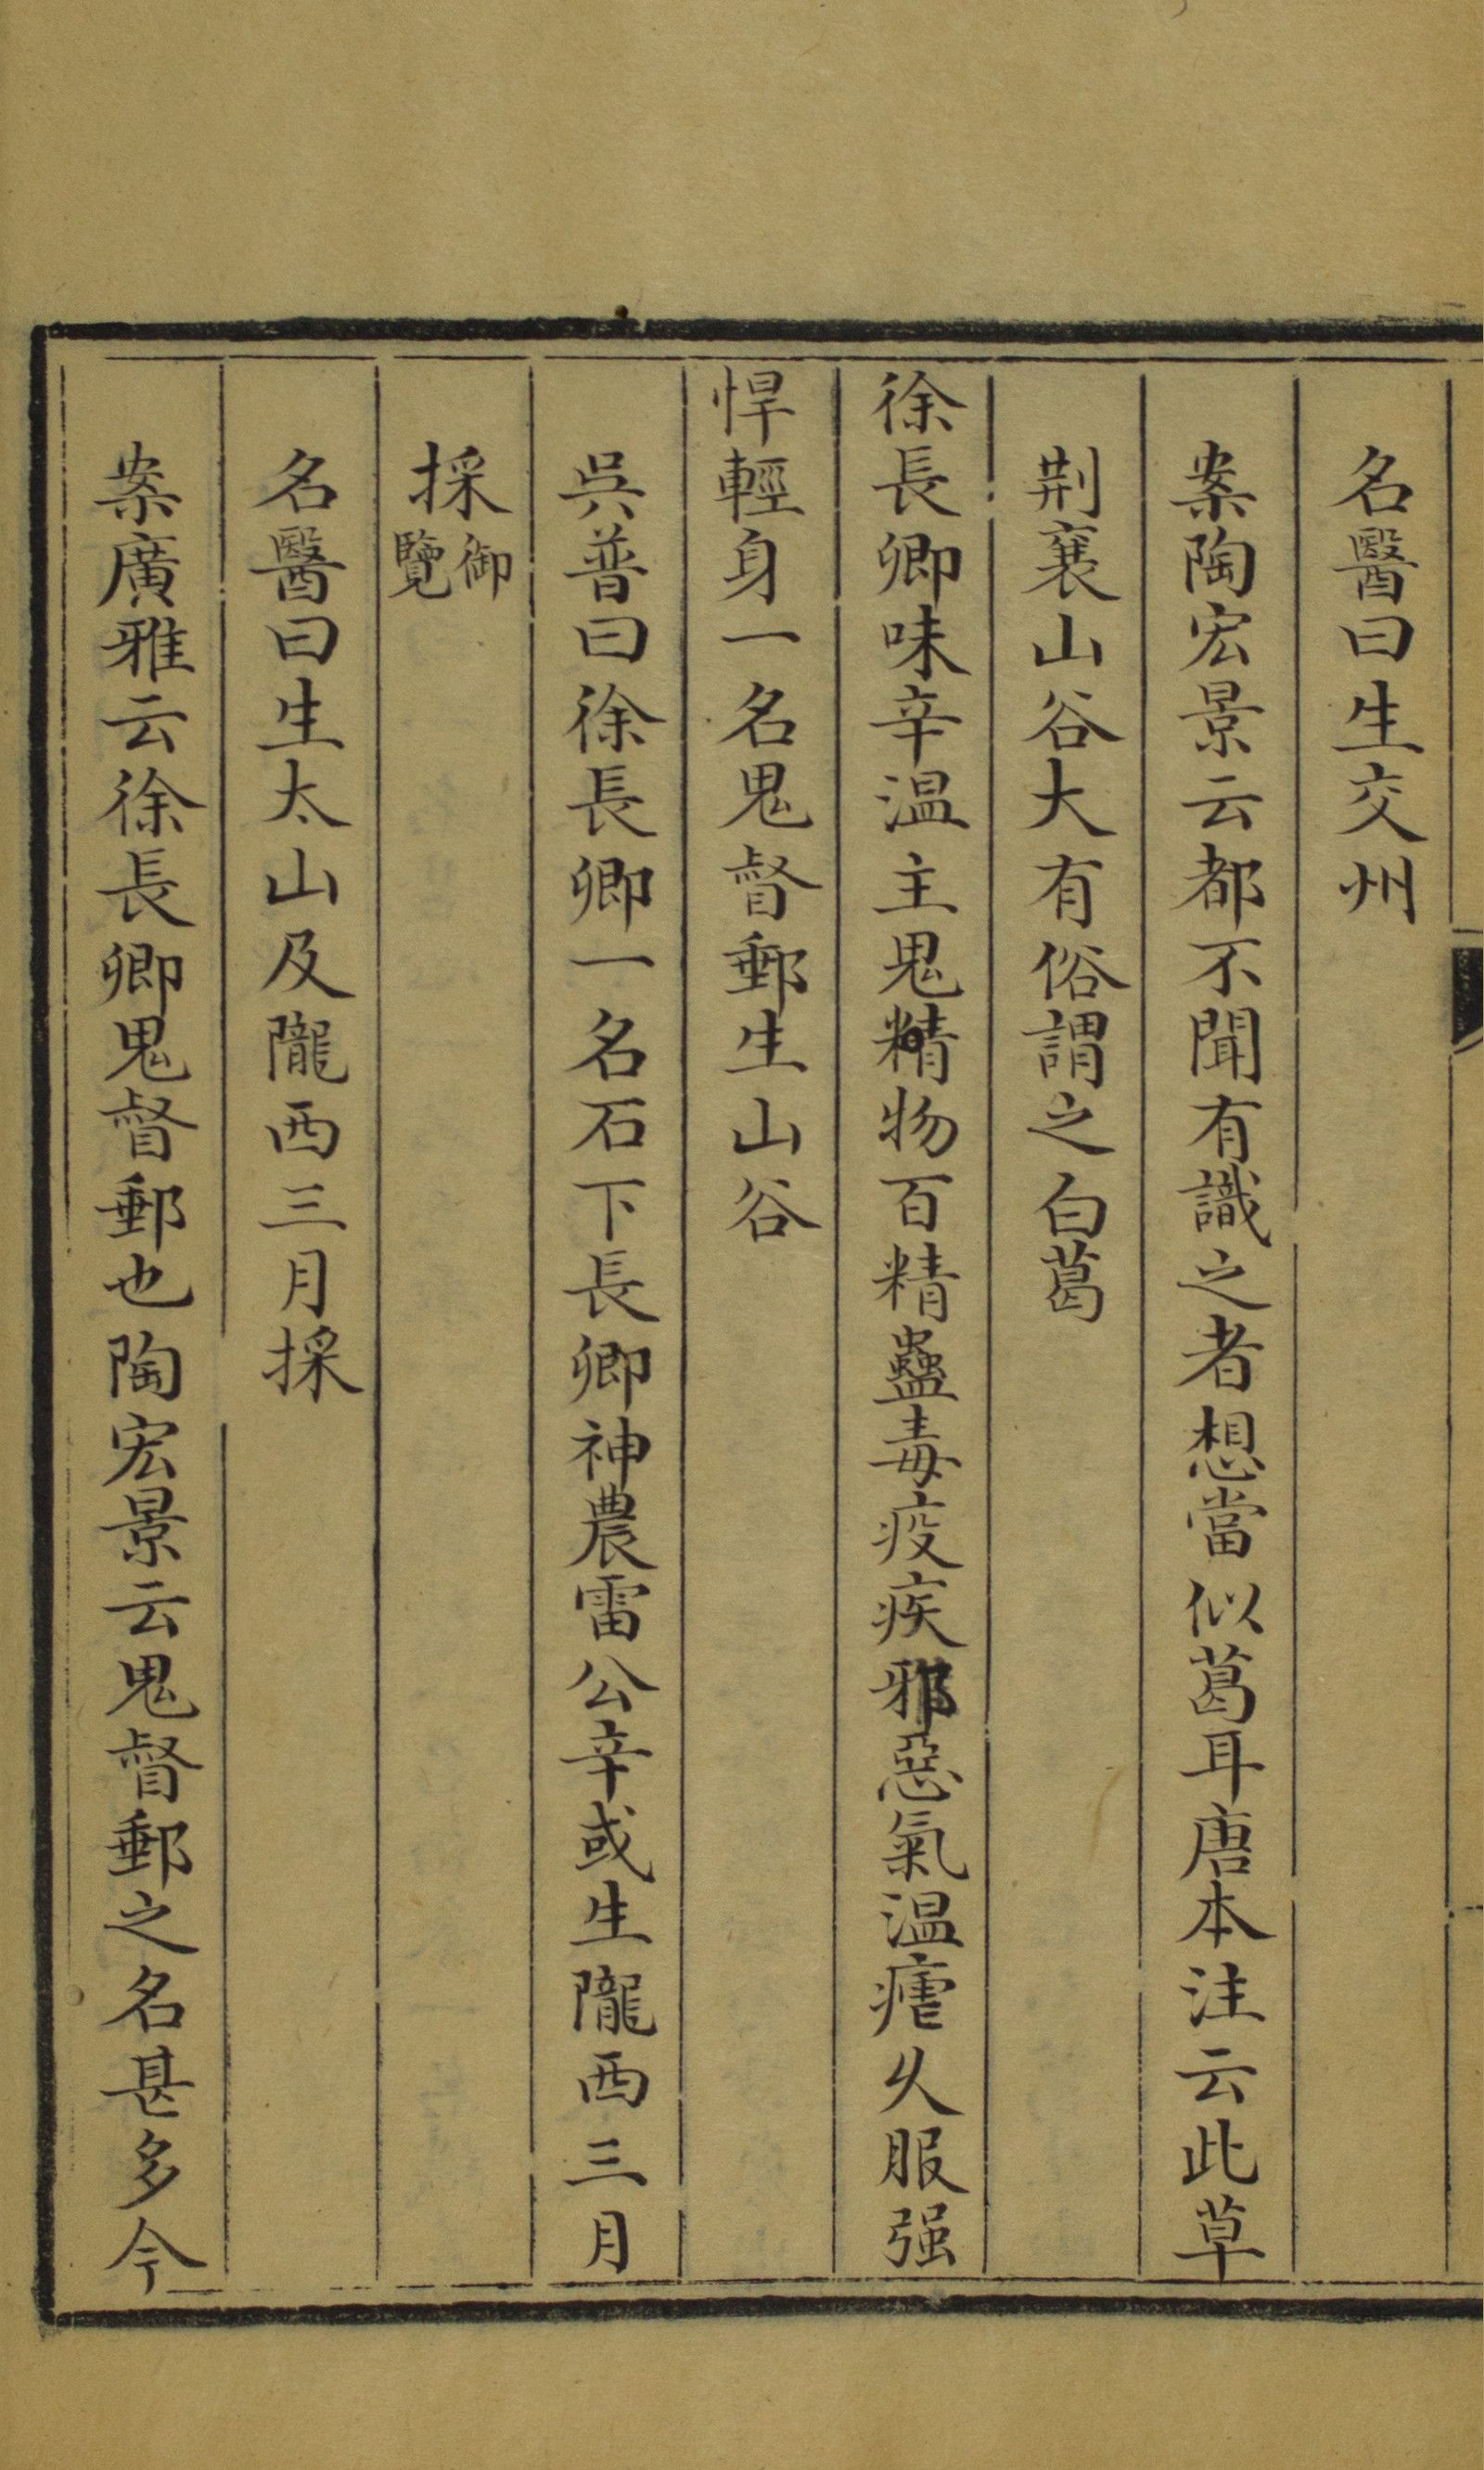 名醫曰生交州
案陶宏景云都不聞有識之者想當似葛耳唐本注云此草
荆襄山谷大有俗謂之白葛
徐長卿味辛温主鬼精物百精蠱毒疫疾邪惡氣温瘧久服强
悍輕身一名鬼督郵生山谷
吳普曰徐長卿一名石下長卿神農雷公辛或生隴西三月
採御覽
名醫曰生太山及隴西三月採
案廣雅云徐長卿鬼督郵也陶宏景云鬼督郵之名甚多今